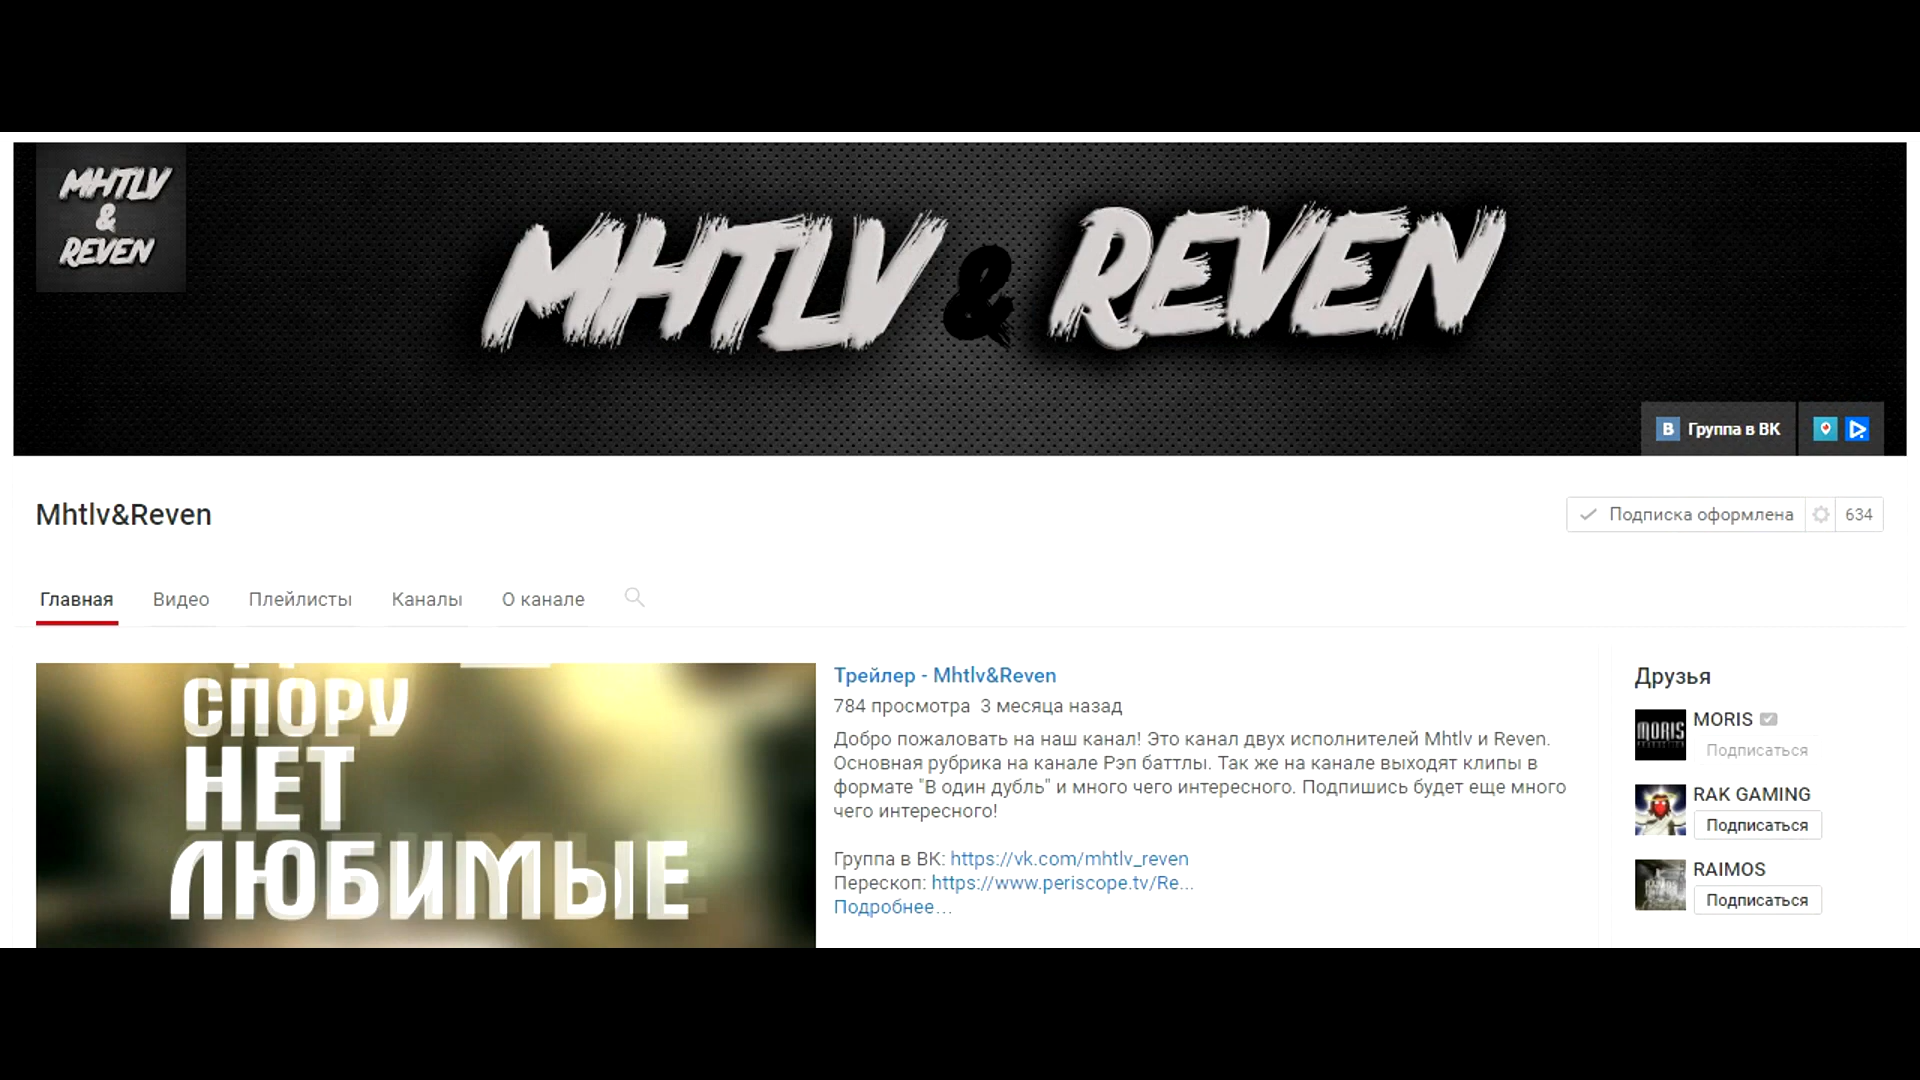 MHTLV
&
REVEN
MHTLV & REVEN
Группа в ВК
Mhtlv&Reven
Подписка оформлена 634
Главная Видео Плейлисты Каналы О канале
СПОРУ
НЕТ
ЛЮБИМЫЕ
Трейлер - Mhtlv&Reven
784 просмотра 3 месяца назад
Добро пожаловать на наш канал! Это канал двух исполнителей Mhtlv и Reven.
Основная рубрика на канале Рэп баттлы. Так же на канале выходят клипы в
формате "В один дубль" и много чего интересного. Подпишись будет еще много
чего интересного!
Группа в ВК: https://vk.com/mhtlv_reven
Перескоп: https://www.periscope.tv/Re...
Подробнее...
Друзья
MORIS
MORIS
Подписаться
RAK GAMING
Подписаться
RAIMOS
Подписаться